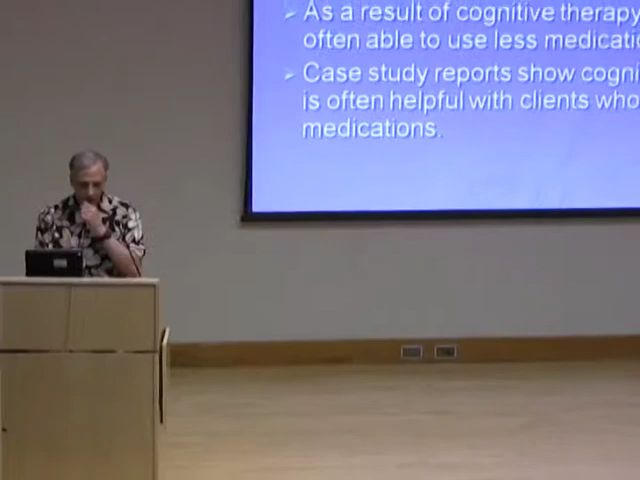 As a result of cognitive therapy
often able to use less medicati
Case study reports show cogni
is often helpful with clients who
medications.